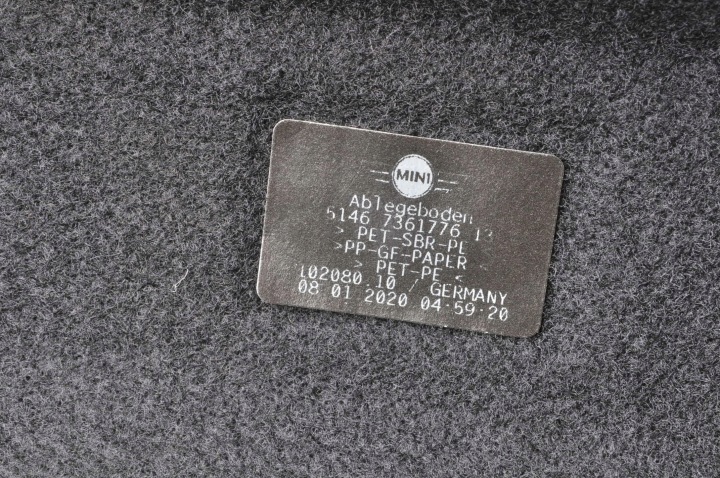 MINI
Ablegeboden
5146 7361776 13
> PET-SBR-PE
>PP-GF-PAPER <
> PET-PE <
102080.10 / GERMANY
08 01 2020 04:59:20